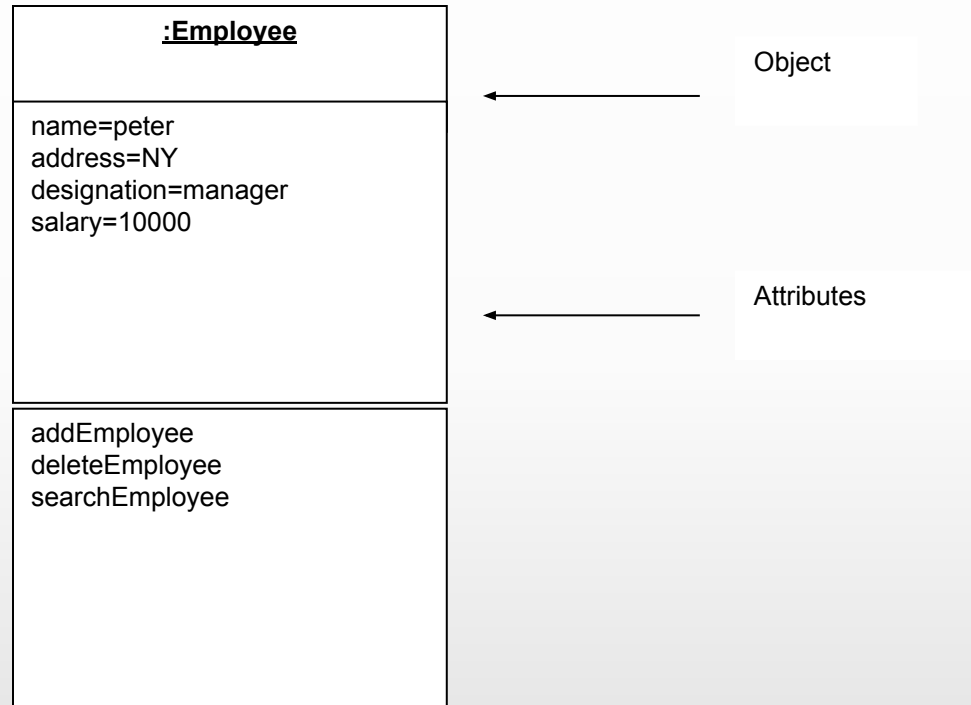 :Employee
Object
name=peter
address=NY
designation=manager
salary=10000
Attributes
addEmployee
deleteEmployee
searchEmployee